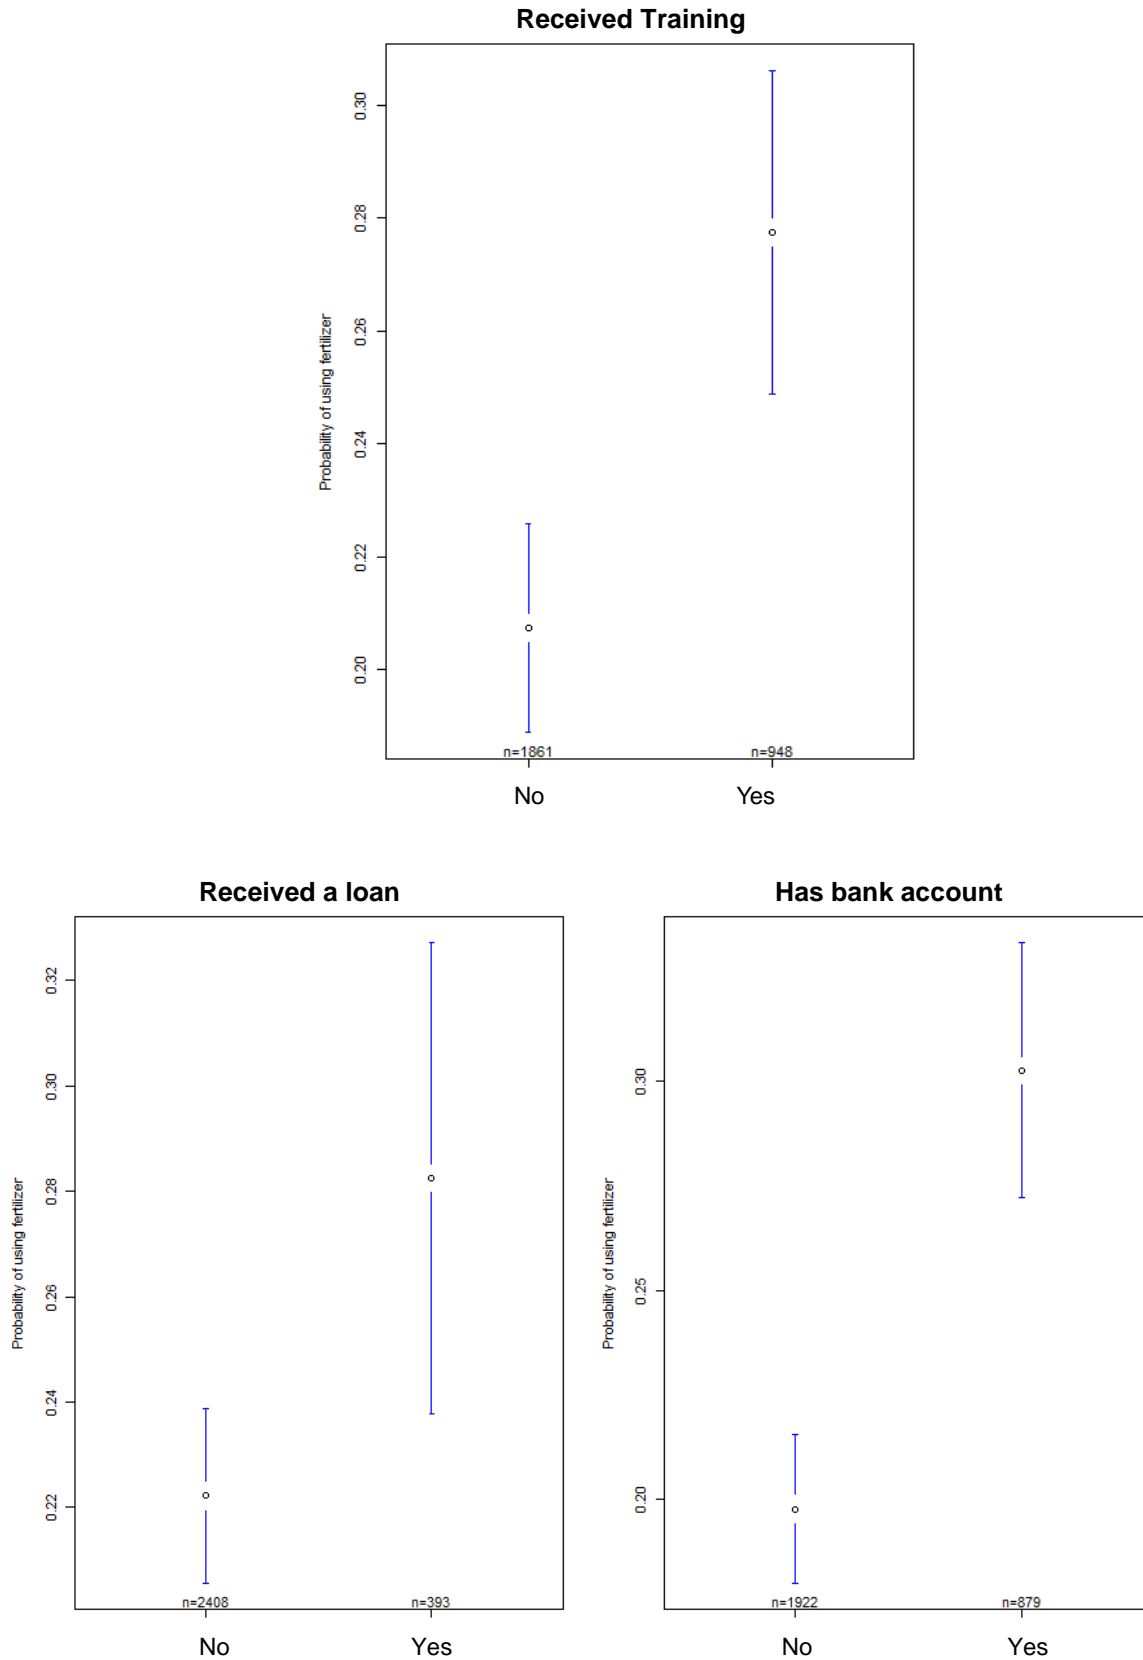 Received Training
Probability of using fertilizer
0.30
0.28
0.26
0.24
0.22
0.20
n=1861
n=948
No
Yes
Received a loan
Probability of using fertilizer
0.32
0.30
0.28
0.26
0.24
0.22
n=2408
n=393
No
Yes
Has bank account
Probability of using fertilizer
0.30
0.25
0.20
n=1922
n=879
No
Yes